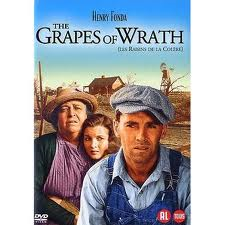 HENRY FONDA
THE
GRAPES OF WRATH
(LES RAISINS DE LA COLÈRE)
DVD
AL
TOUS